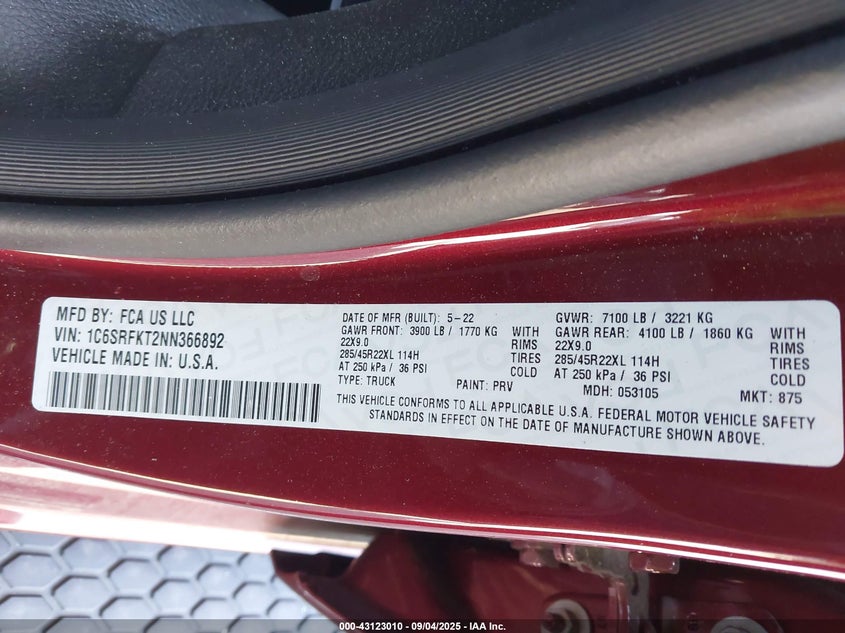 MFD BY: FCA US LLC
VIN: 1C6SRFKT2NN366892
VEHICLE MADE IN: U.S.A.
DATE OF MFR (BUILT): 5-22
GAWR FRONT: 3900 LB / 1770 KG WITH
22X9.0 RIMS
285/45R22XL 114H TIRES
AT 250 kPa / 36 PSI COLD
TYPE: TRUCK PAINT: PRV
GVWR: 7100 LB / 3221 KG
GAWR REAR: 4100 LB / 1860 KG WITH
22X9.0 RIMS
285/45R22XL 114H TIRES
AT 250 kPa / 36 PSI COLD
MDH: 053105 MKT: 875
THIS VEHICLE CONFORMS TO ALL APPLICABLE U.S.A. FEDERAL MOTOR VEHICLE SAFETY
STANDARDS IN EFFECT ON THE DATE OF MANUFACTURE SHOWN ABOVE.
000-43123010 - 09/04/2025 - IAA Inc.